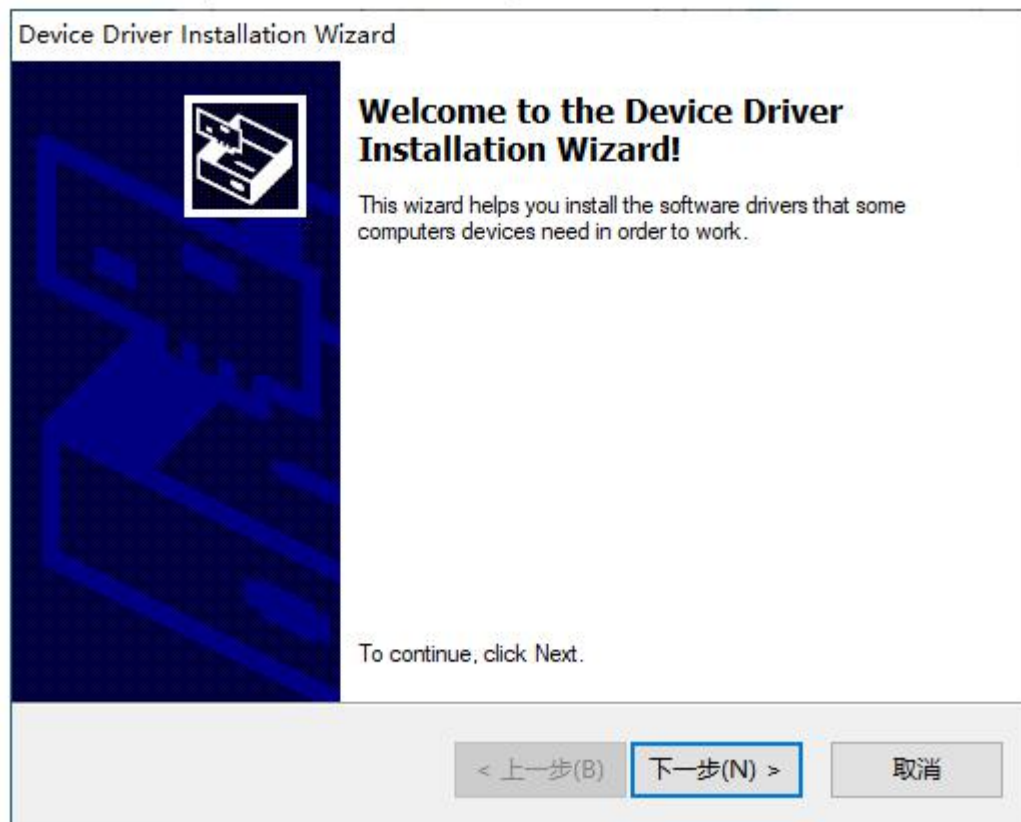 Device Driver Installation Wizard
Welcome to the Device Driver
Installation Wizard!
This wizard helps you install the software drivers that some
computers devices need in order to work.
To continue, click Next.
< 上一步(B)
下一步(N) >
取消